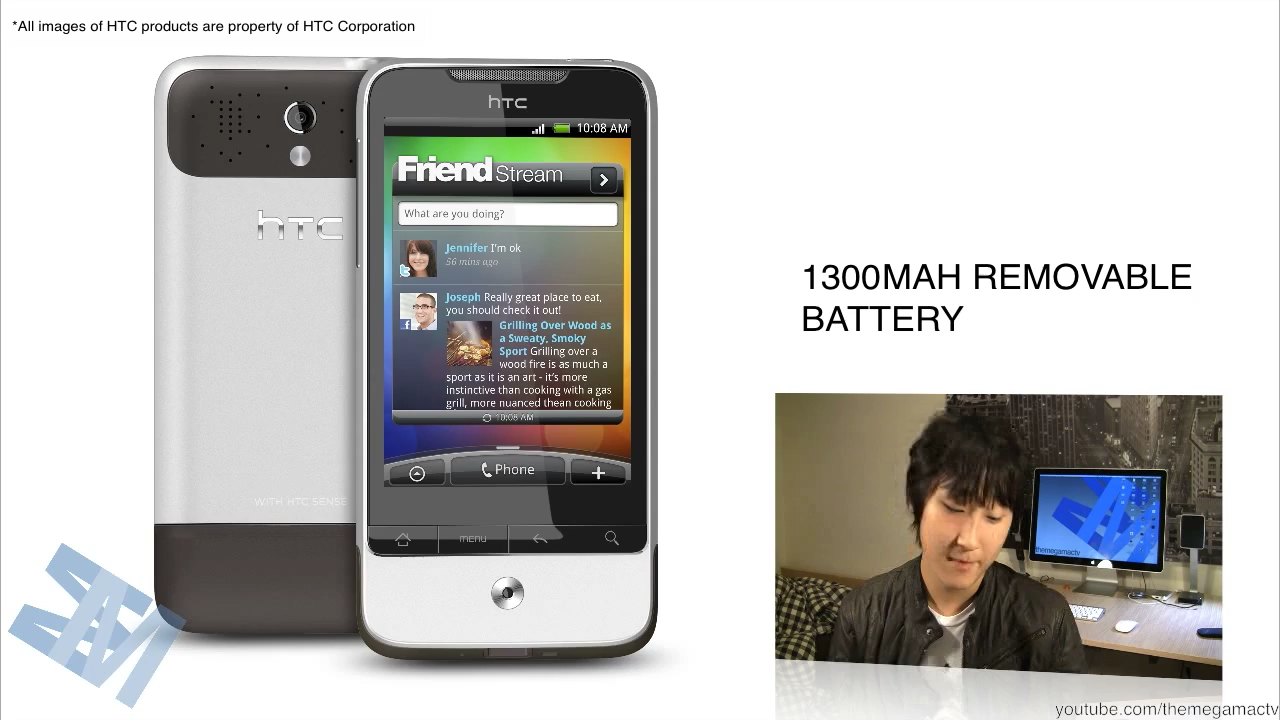 *All images of HTC products are property of HTC Corporation
hTC
hTC
10:08 AM
Friend Stream
What are you doing?
Jennifer I'm ok
56 mins ago
Joseph Really great place to eat,
you should check it out!
Grilling Over Wood as
a Sweaty, Smoky
Sport Grilling over a
wood fire is as much a
sport as it is an art - it's more
instinctive than cooking with a gas
grill, more nuanced thean cooking
10:08 AM
Phone
WITH HTC SENSE
menu
1300MAH REMOVABLE
BATTERY
themegamactv
youtube.com/themegamactv